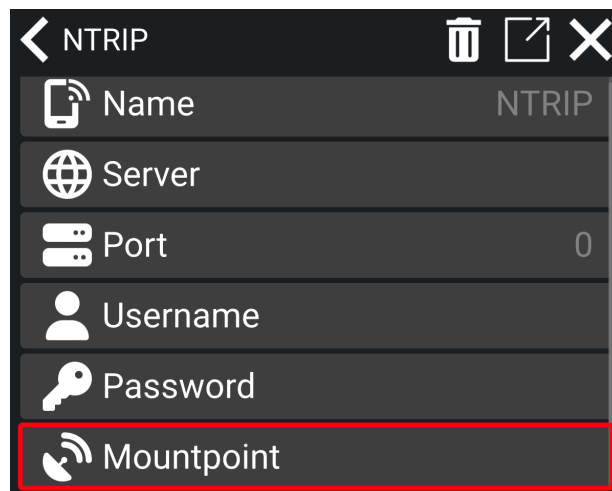 NTRIP
Name NTRIP
Server
Port 0
Username
Password
Mountpoint